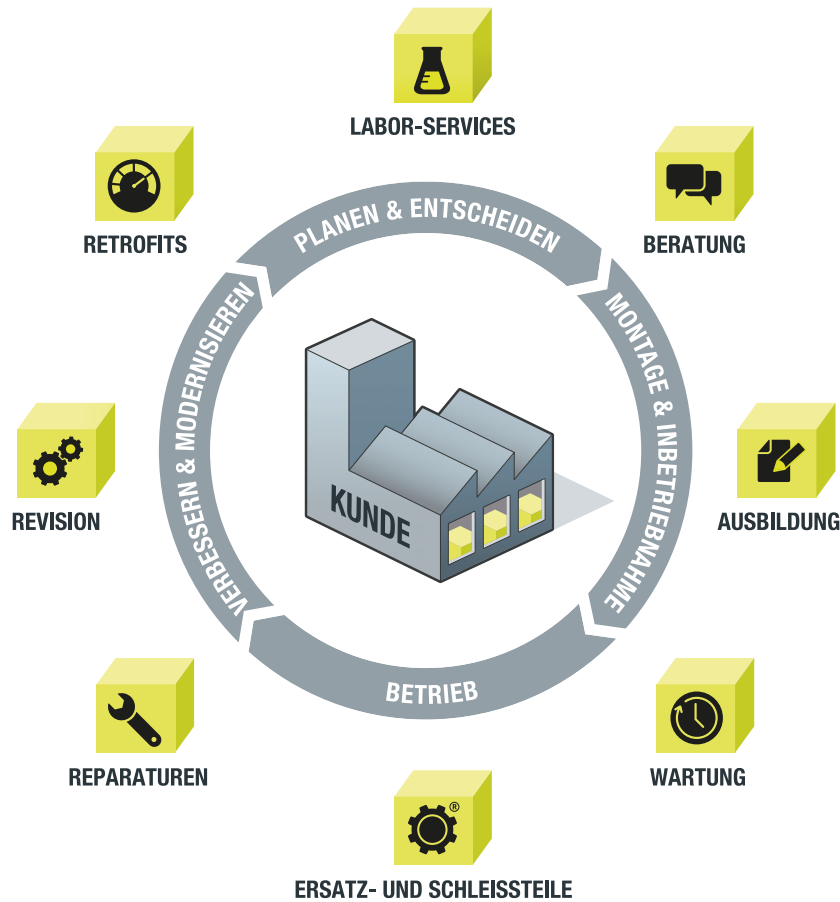 LABOR-SERVICES
RETROFITS
BERATUNG
PLANEN & ENTSCHEIDEN
MONTAGE & INBETRIEBNAHME
VERBESSERN & MODERNISIEREN
KUNDE
REVISION
AUSBILDUNG
BETRIEB
REPARATUREN
WARTUNG
®
ERSATZ- UND SCHLEISSTEILE